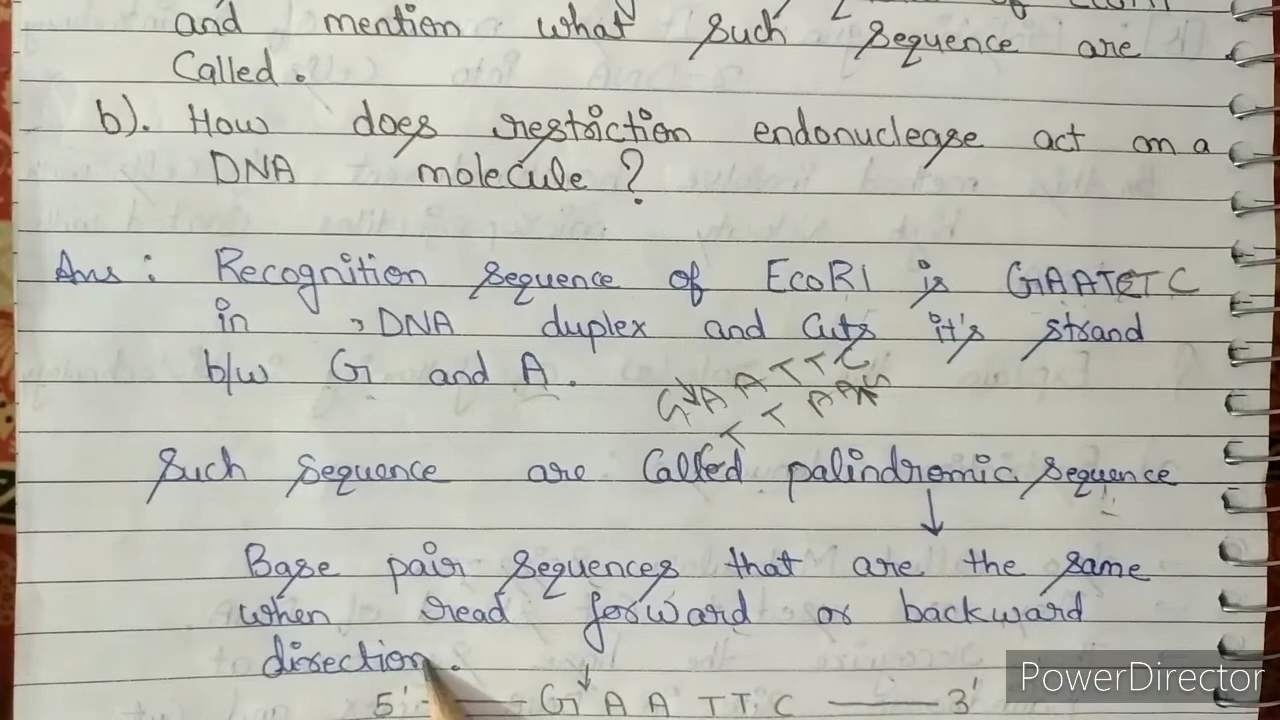 and mention what such sequence are
Called.
b). How does restriction endonuclease act on a
DNA molecule?
Ans: Recognition sequence of EcoRI is GAATTC
in DNA duplex and cuts it's strand
b/w G and A.
G A A T T C
T T A A
Such sequence are Called palindromic sequence
Base pair sequences that are the same
when read forward or backward
direction.
5' G A A T T C 3'
PowerDirector